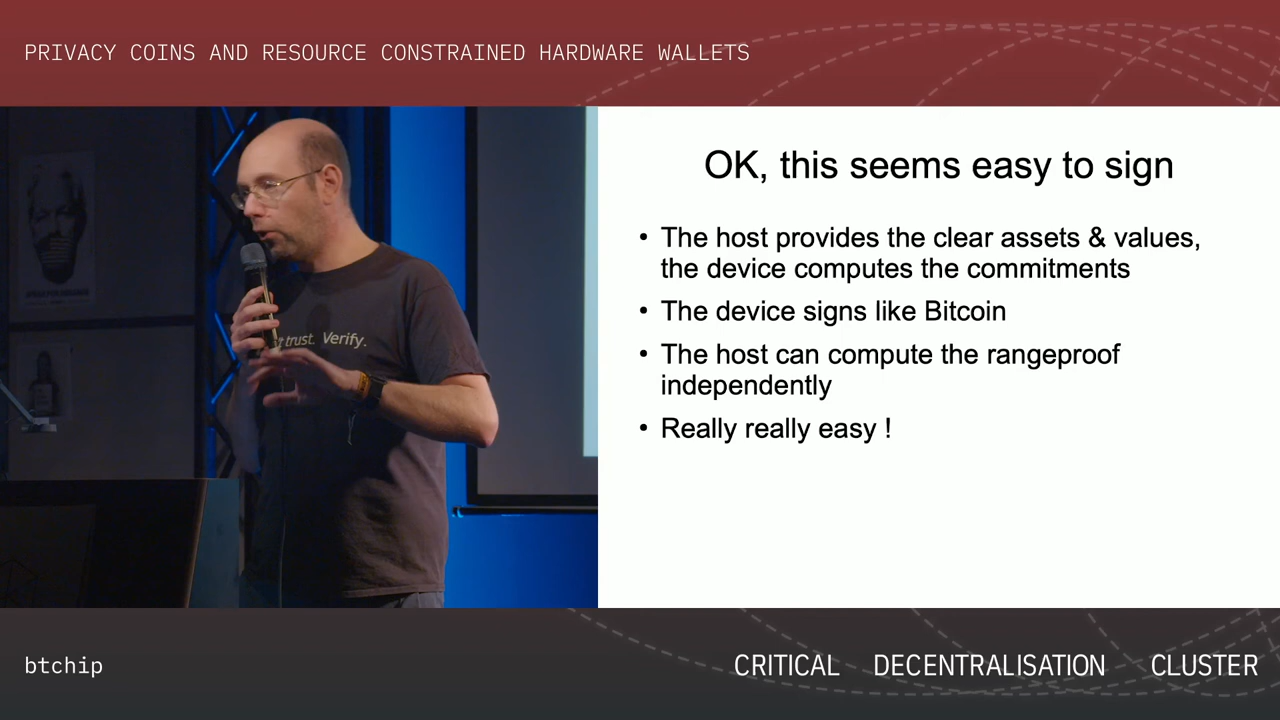 PRIVACY COINS AND RESOURCE CONSTRAINED HARDWARE WALLETS
trust. Verify.
OK, this seems easy to sign
• The host provides the clear assets & values,
the device computes the commitments
• The device signs like Bitcoin
• The host can compute the rangeproof
independently
• Really really easy !
btchip
CRITICAL DECENTRALISATION CLUSTER